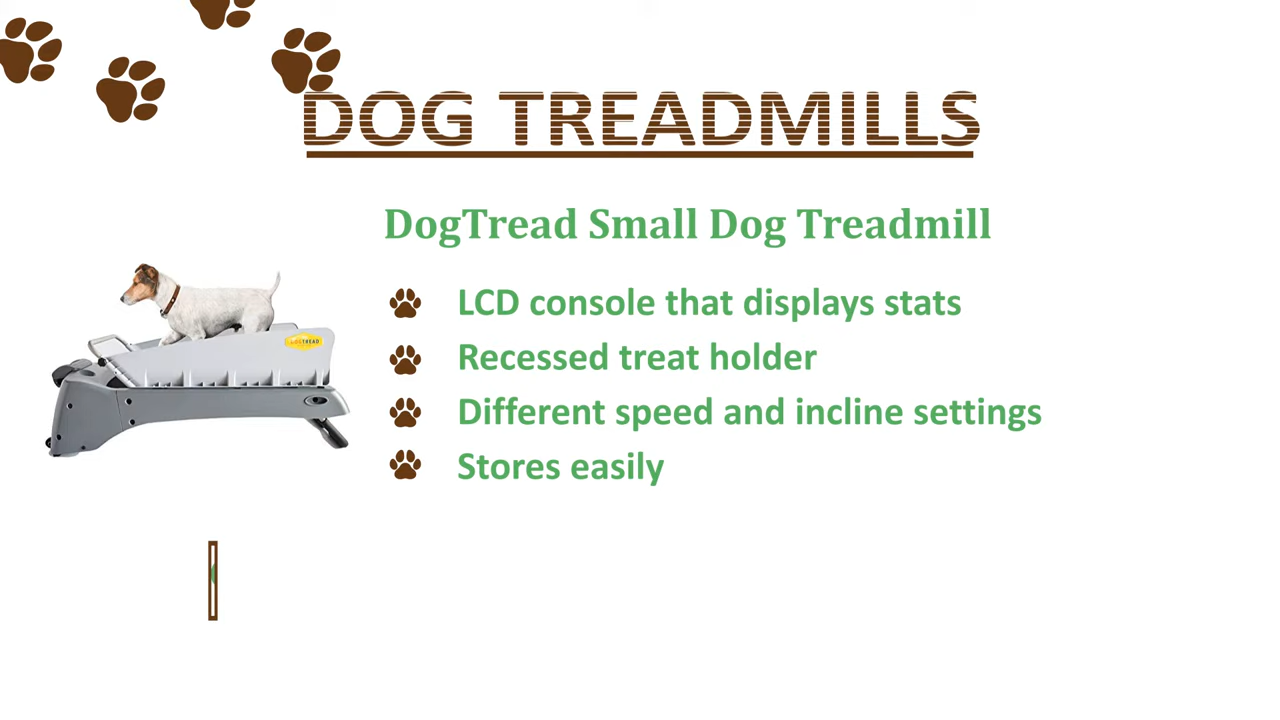 DOG TREADMILLS
DogTread Small Dog Treadmill
LCD console that displays stats
Recessed treat holder
DOGTREAD
Different speed and incline settings
Stores easily